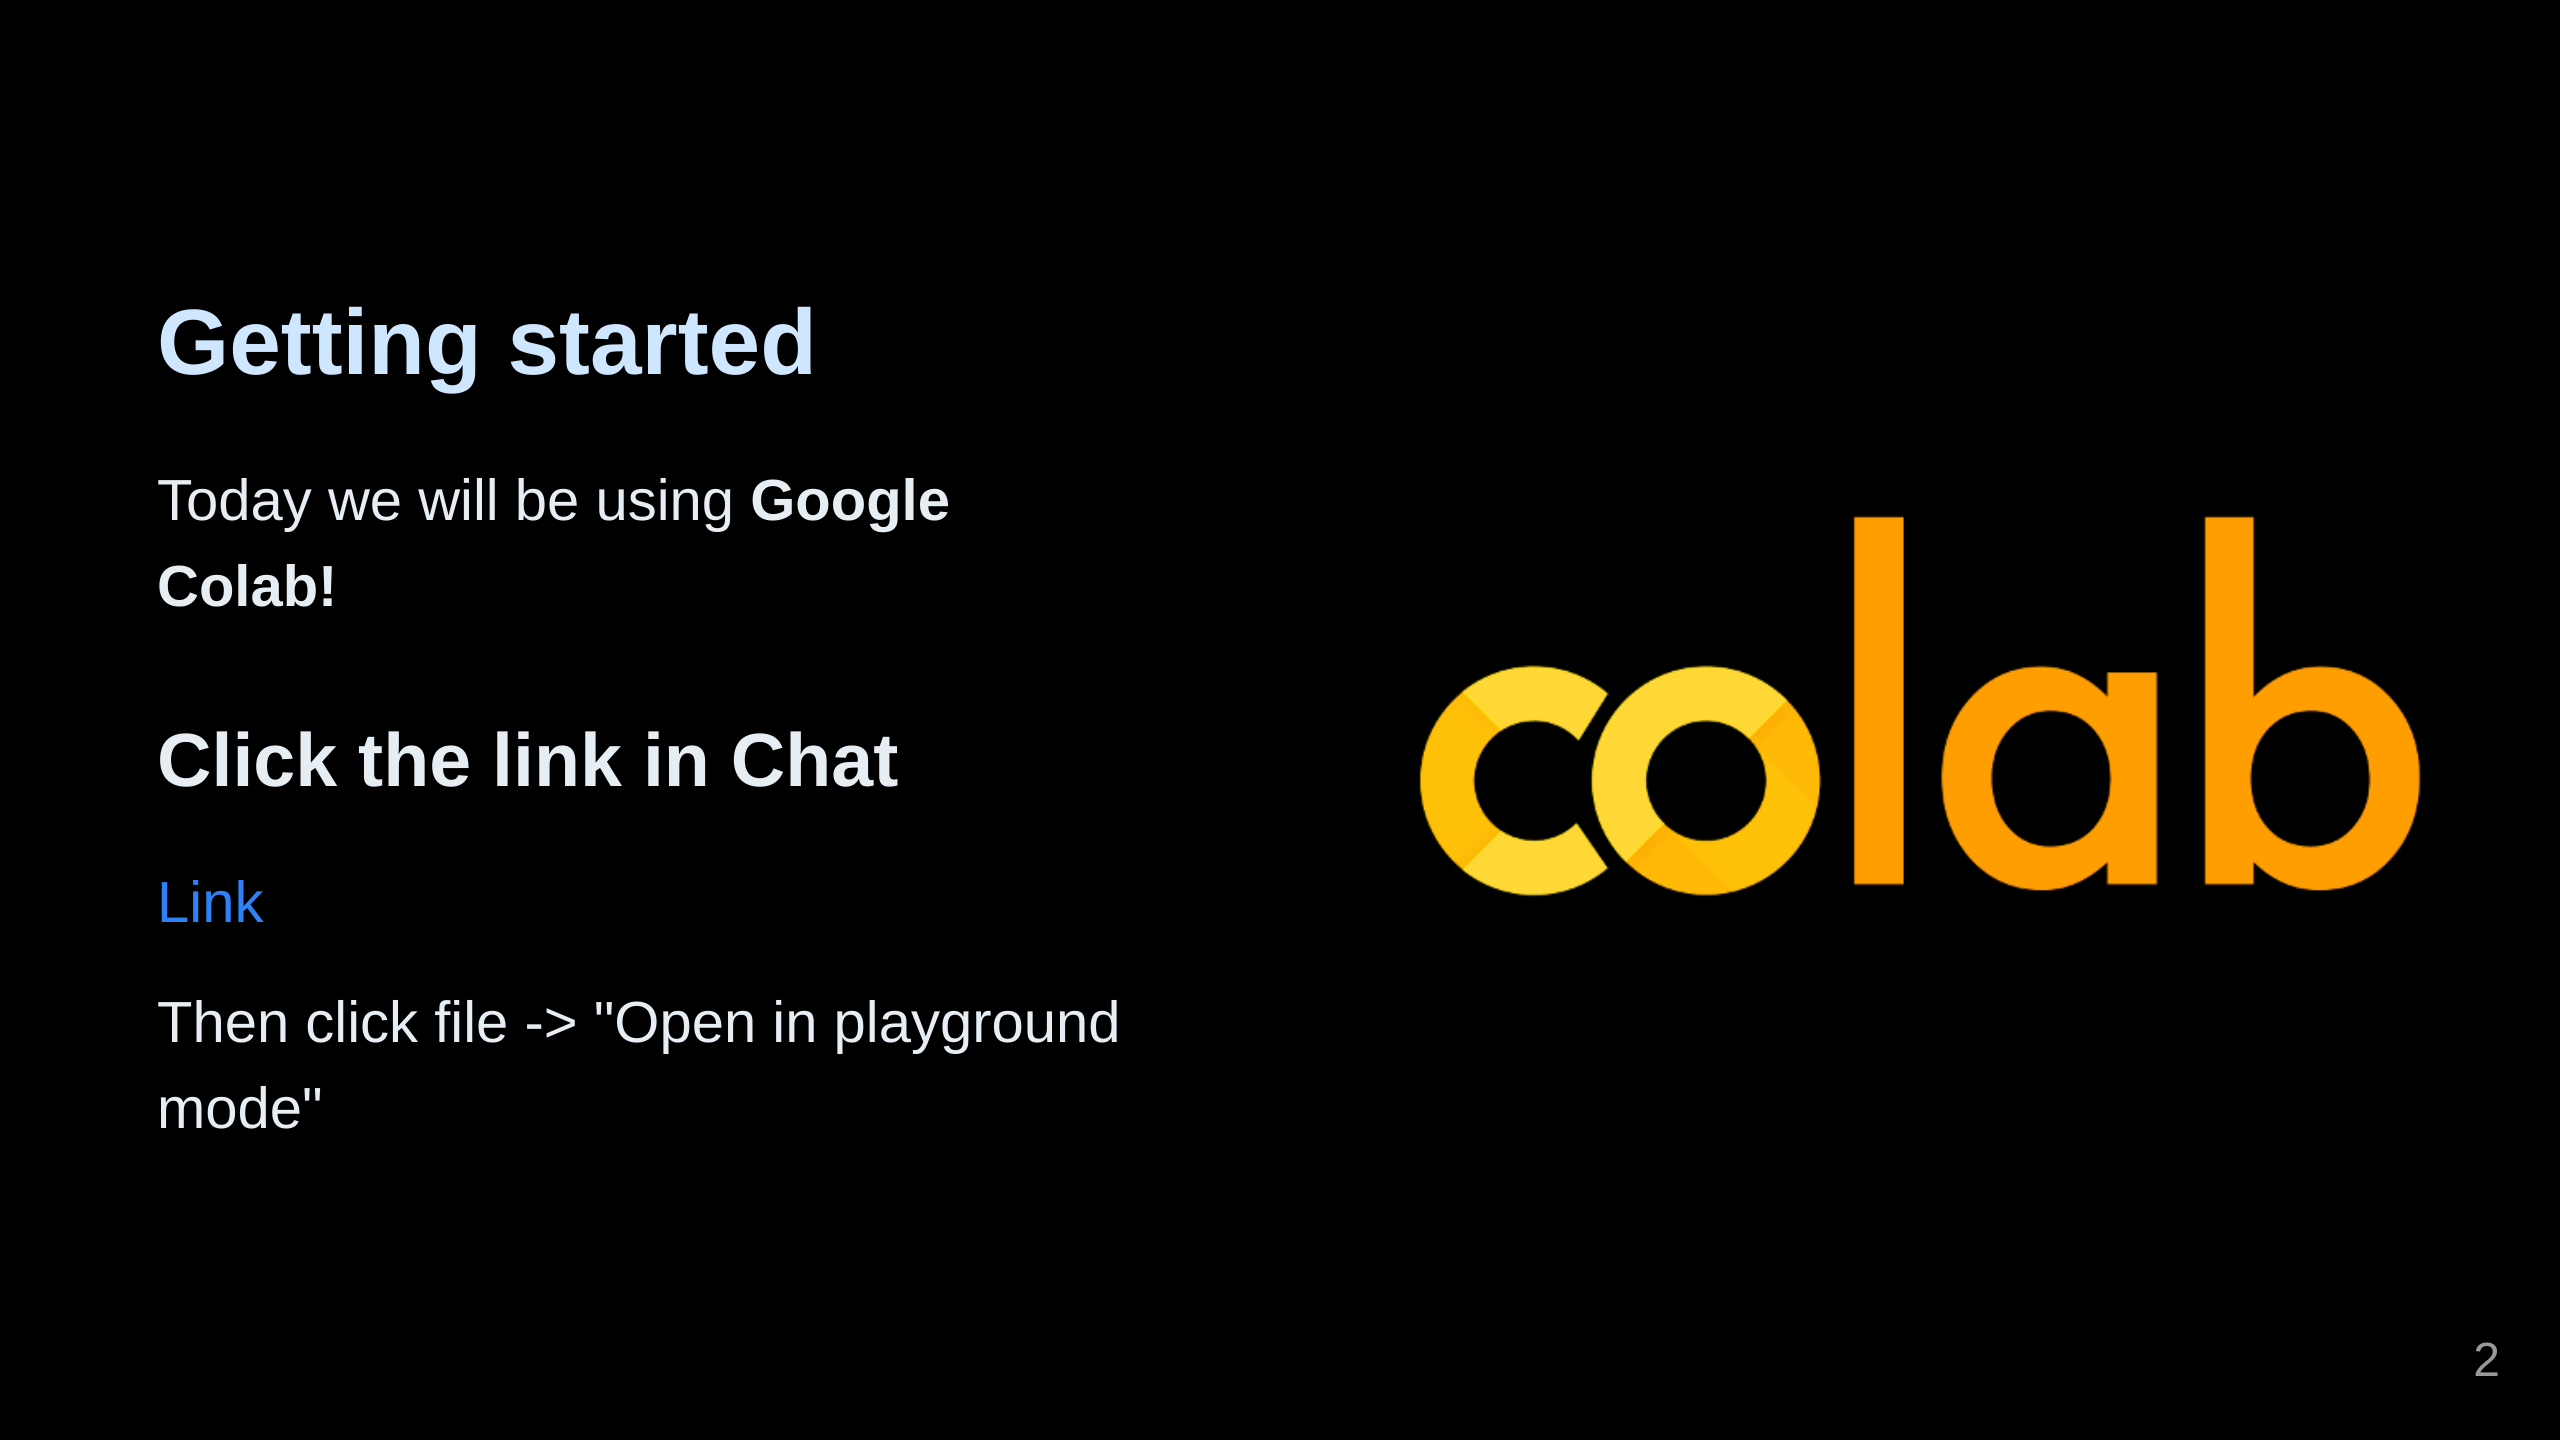 Getting started
Today we will be using Google
Colab!
Click the link in Chat
Link
Then click file -> "Open in playground
mode"
colab
2